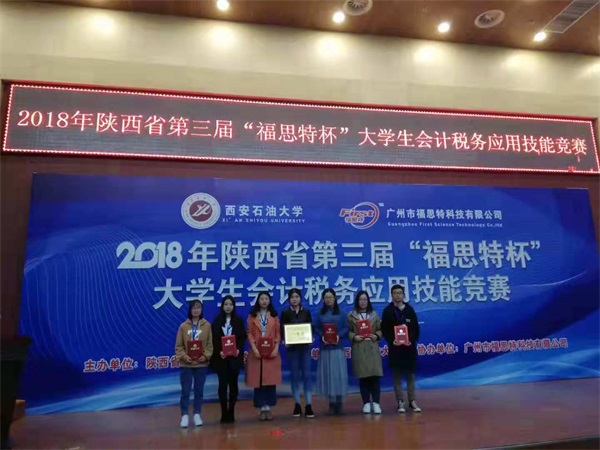 2018年陕西省第三届“福思特杯”大学生会计税务应用技能竞赛
西安石油大学
XI'AN SHIYOU UNIVERSITY
First
广州市福思特科技有限公司
Guangzhou First Science Technology Co.,ltd
2018年陕西省第三届“福思特杯”
大学生会计税务应用技能竞赛
主办单位：陕西省
协办单位：广州市福思特科技有限公司